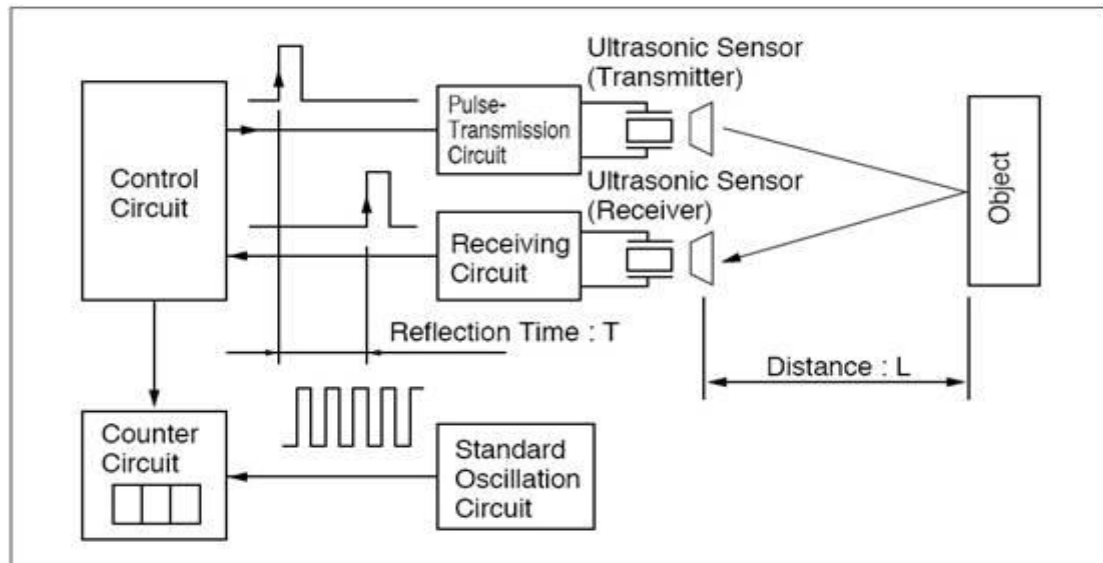 Control
Circuit
Pulse-
Transmission
Circuit
Ultrasonic Sensor
(Transmitter)
Object
Receiving
Circuit
Ultrasonic Sensor
(Receiver)
Reflection Time : T
Distance : L
Counter
Circuit
Standard
Oscillation
Circuit